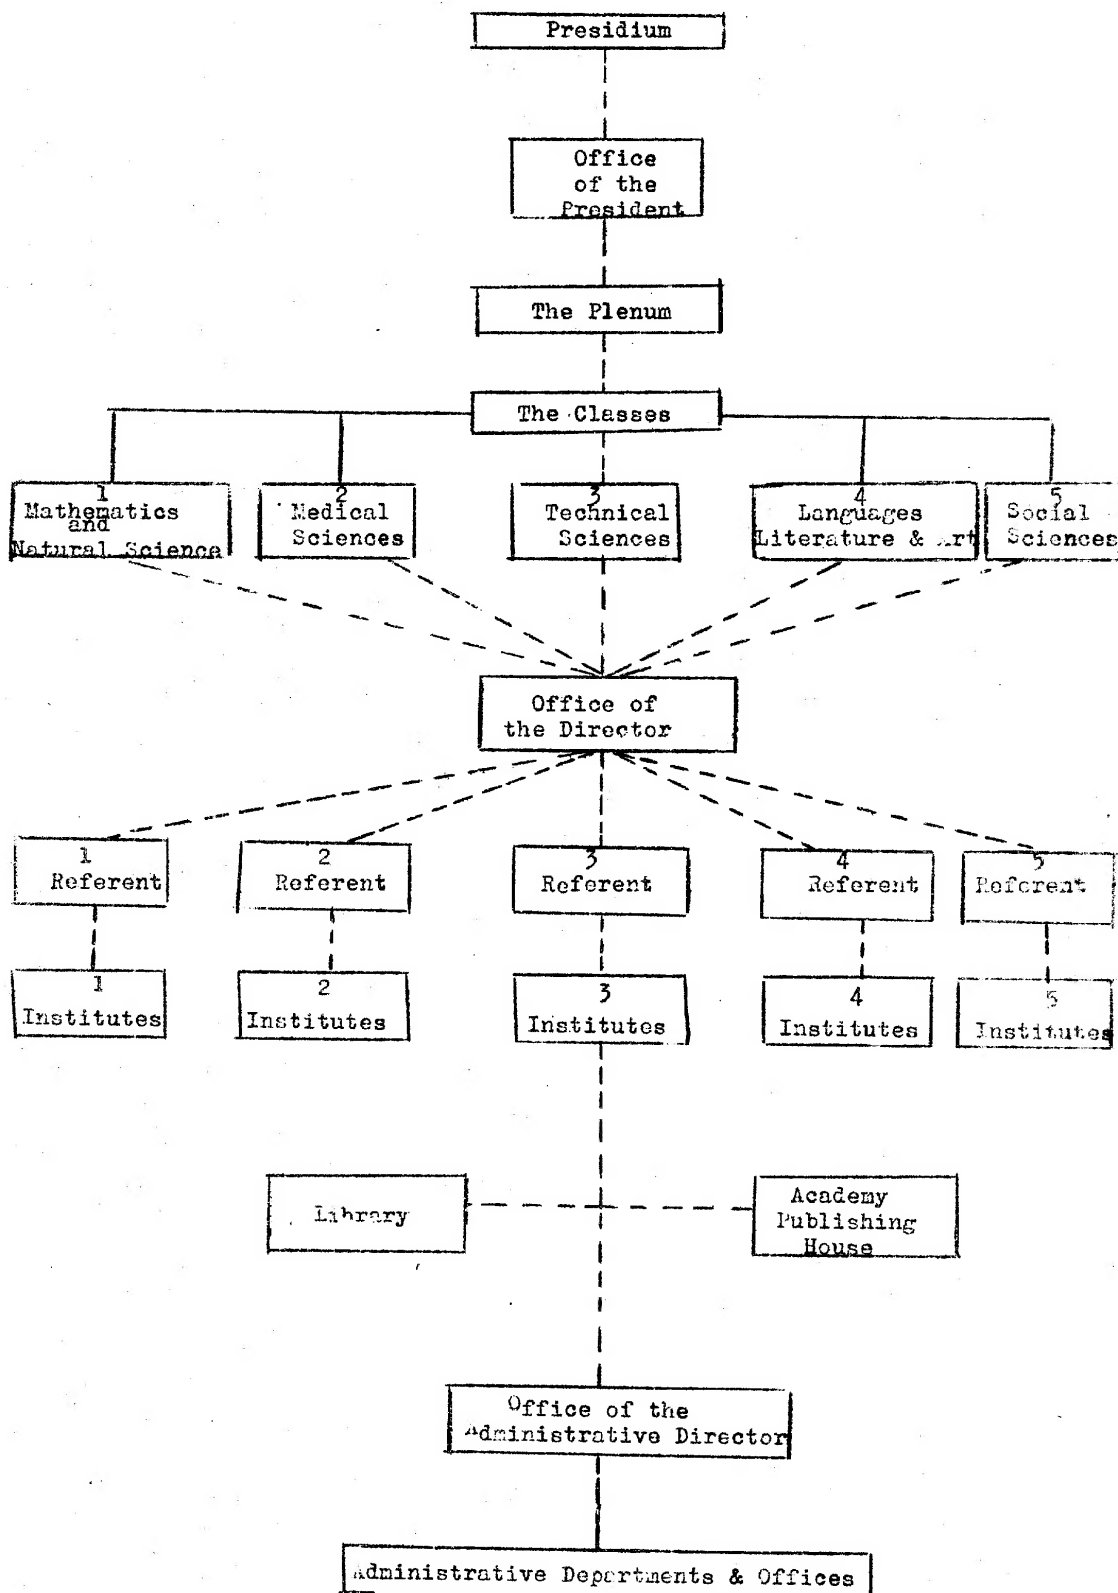 Presidium
Office
of the
President
The Plenum
The Classes
1
Mathematics
and
Natural Science
2
Medical
Sciences
3
Technical
Sciences
4
Languages
Literature & Art
5
Social
Sciences
Office of
the Director
1
Referent
2
Referent
3
Referent
4
Referent
5
Referent
1
Institutes
2
Institutes
3
Institutes
4
Institutes
5
Institutes
Library
Academy
Publishing
House
Office of the
Administrative Director
Administrative Departments & Offices